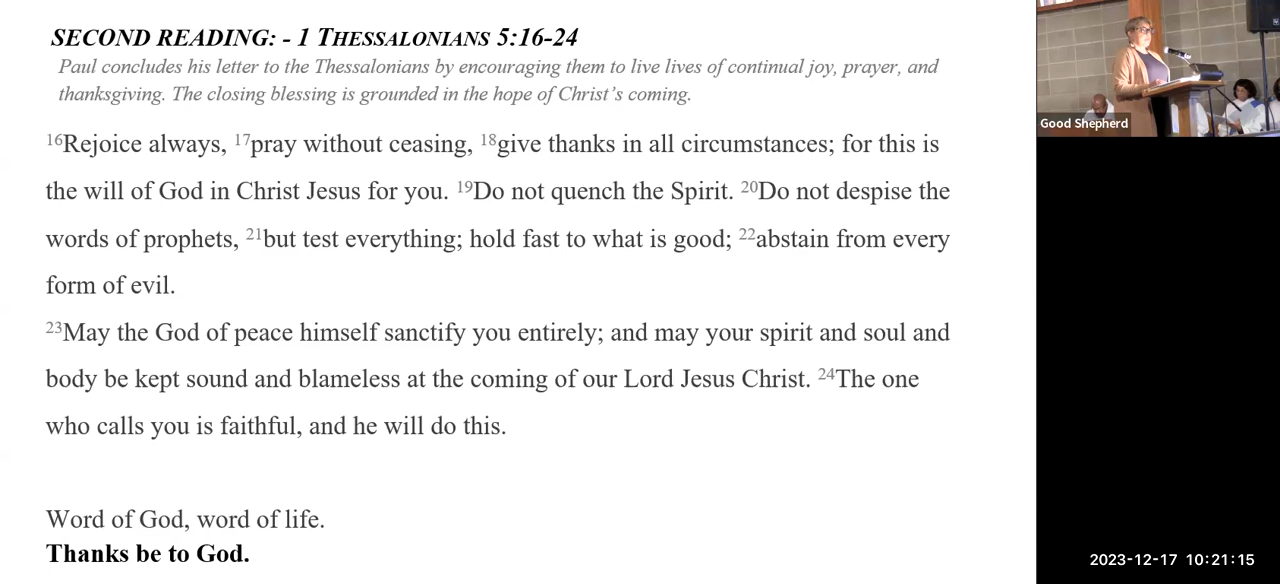 SECOND READING: - 1 THESSALONIANS 5:16-24
Paul concludes his letter to the Thessalonians by encouraging them to live lives of continual joy, prayer, and
thanksgiving. The closing blessing is grounded in the hope of Christ’s coming.
16Rejoice always, 17pray without ceasing, 18give thanks in all circumstances; for this is
the will of God in Christ Jesus for you. 19Do not quench the Spirit. 20Do not despise the
words of prophets, 21but test everything; hold fast to what is good; 22abstain from every
form of evil.
23May the God of peace himself sanctify you entirely; and may your spirit and soul and
body be kept sound and blameless at the coming of our Lord Jesus Christ. 24The one
who calls you is faithful, and he will do this.
Word of God, word of life.
Thanks be to God.
Good Shepherd
2023-12-17 10:21:15